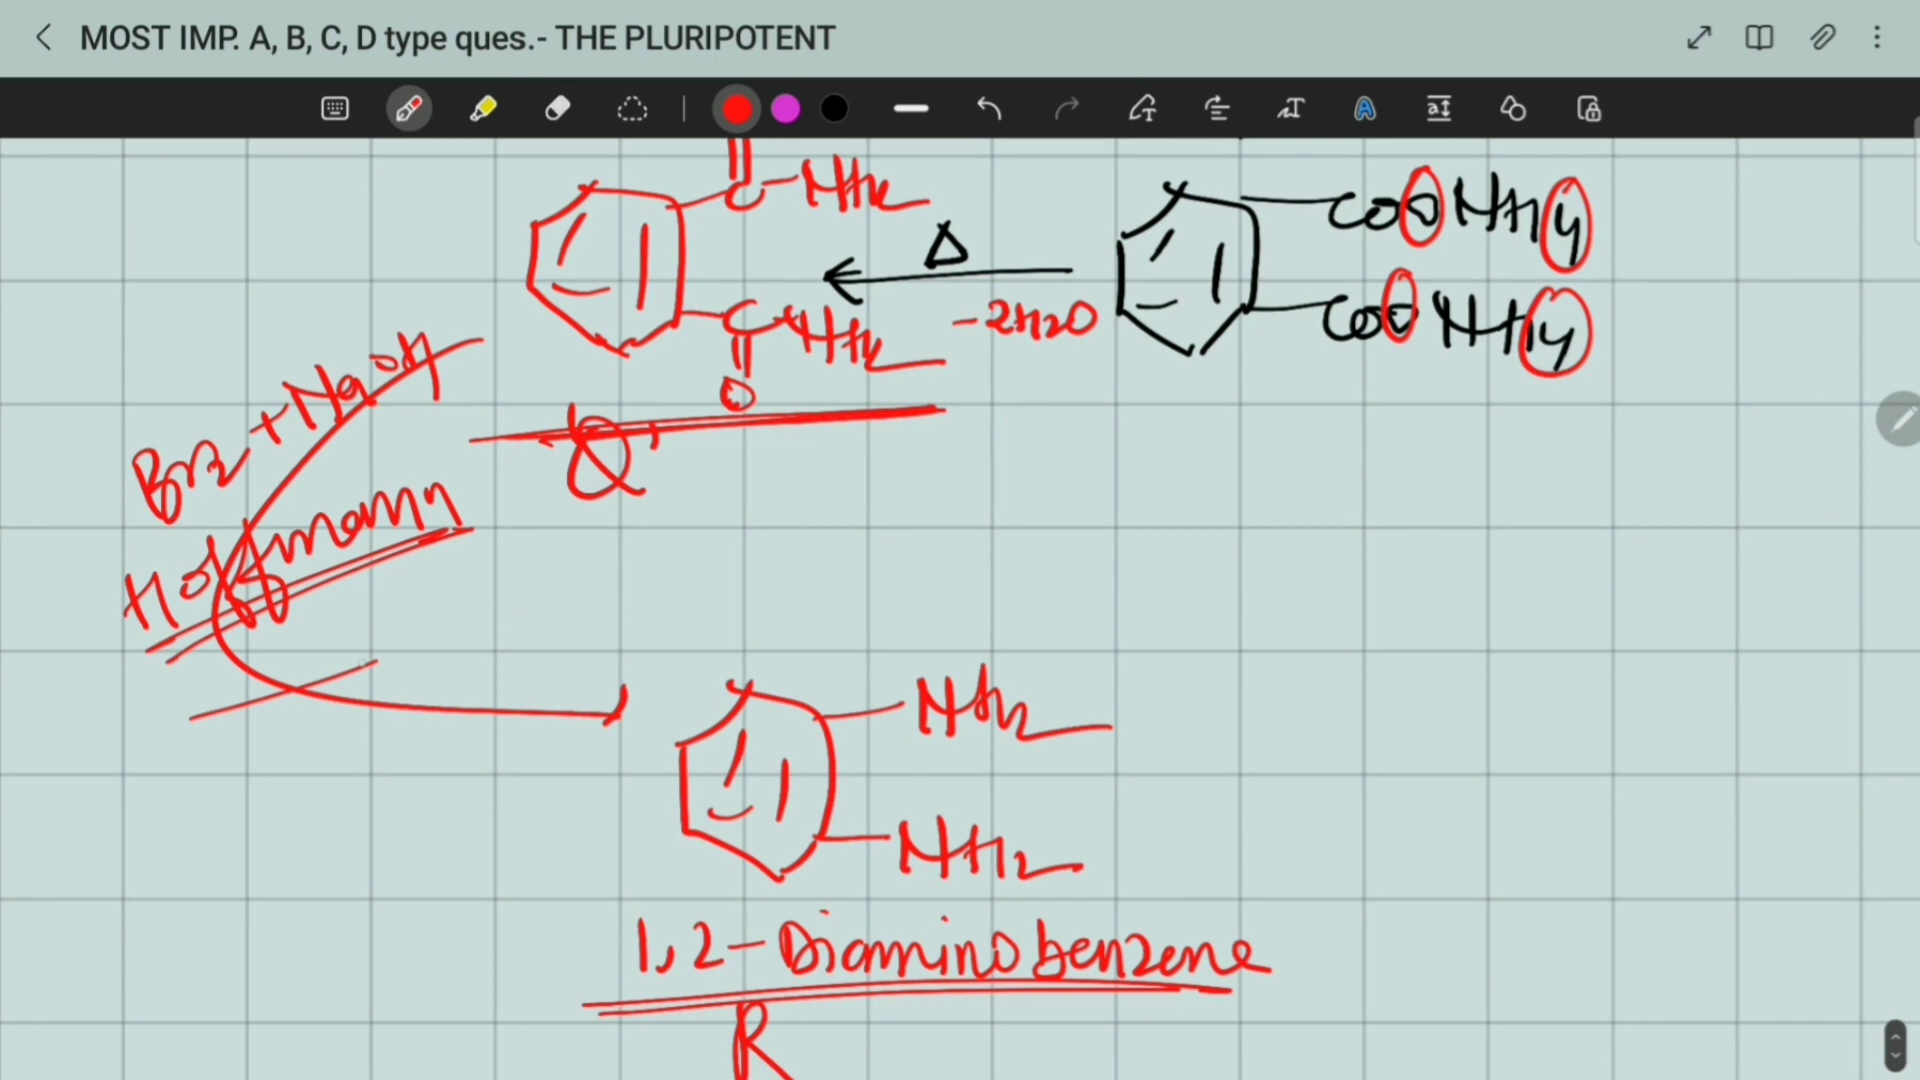 MOST IMP. A, B, C, D type ques.- THE PLURIPOTENT
C-NH2
COONH4
Δ
C-NH2
-2H2O
COONH4
O
Br2+NaOH
'Q'
Hoffmann
NH2
NH2
1,2-Diaminobenzene
R